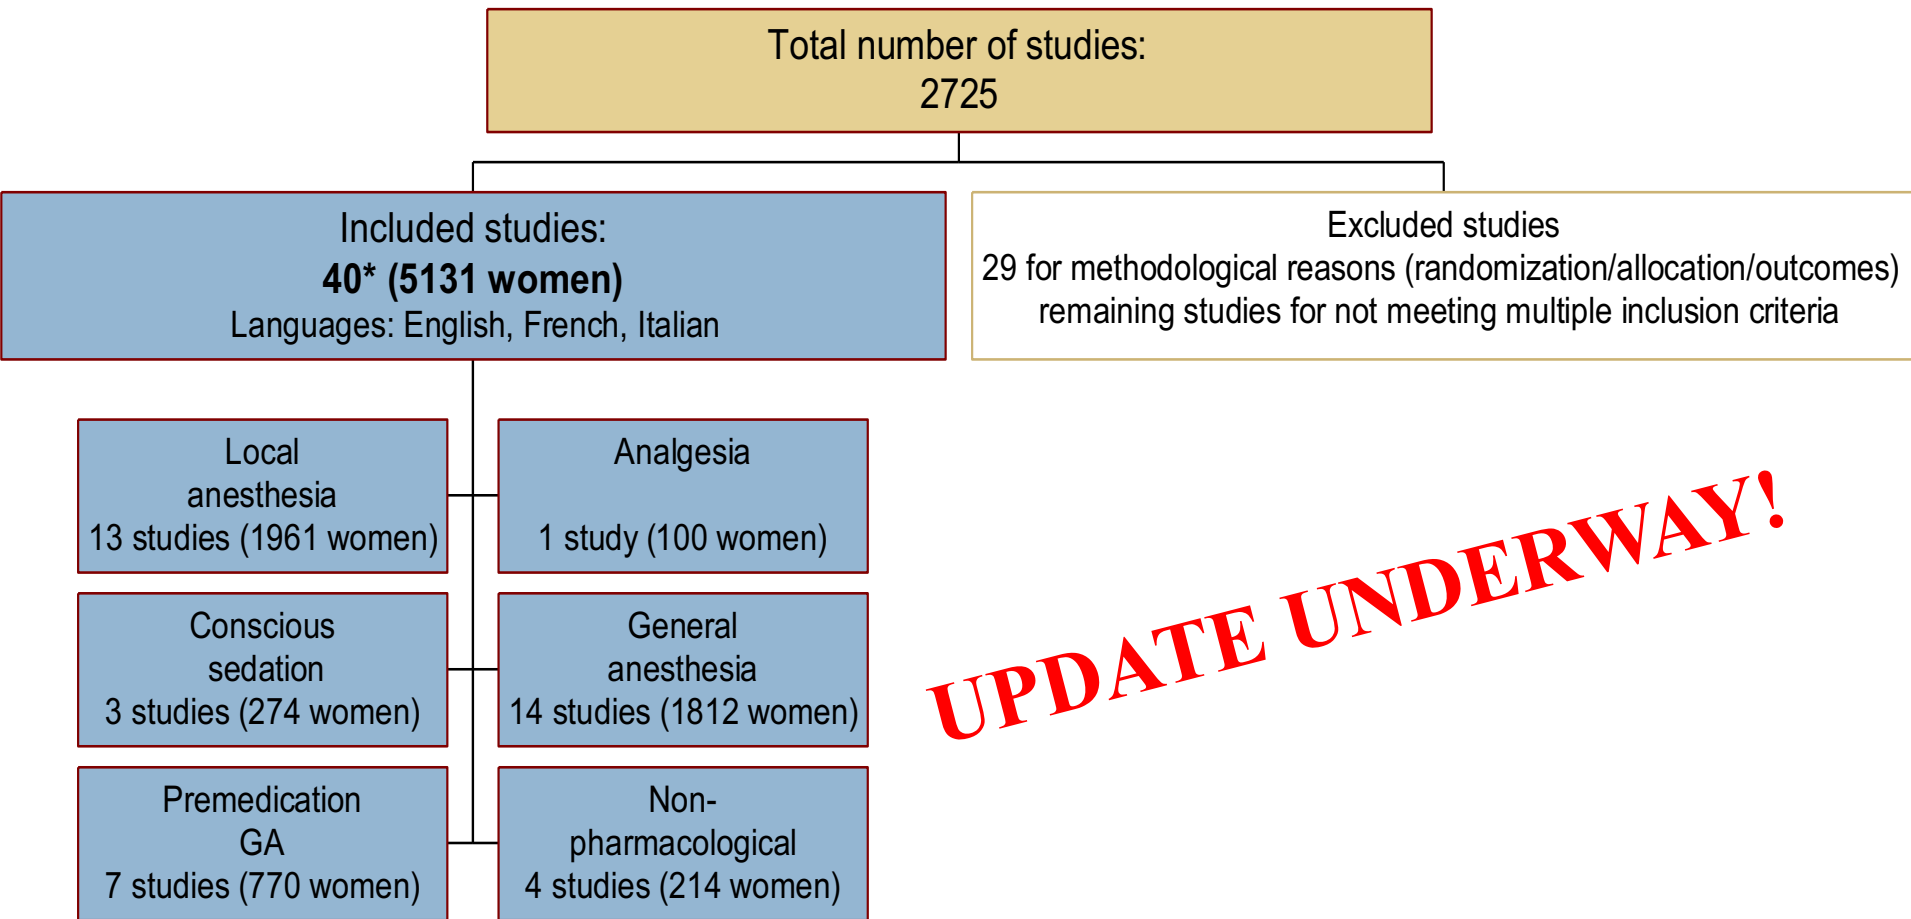 Total number of studies:
2725
Included studies:
40* (5131 women)
Languages: English, French, Italian
Excluded studies
29 for methodological reasons (randomization/allocation/outcomes)
remaining studies for not meeting multiple inclusion criteria
Local
anesthesia
13 studies (1961 women)
Analgesia
1 study (100 women)
Conscious
sedation
3 studies (274 women)
General
anesthesia
14 studies (1812 women)
Premedication
GA
7 studies (770 women)
Non-
pharmacological
4 studies (214 women)
UPDATE UNDERWAY!